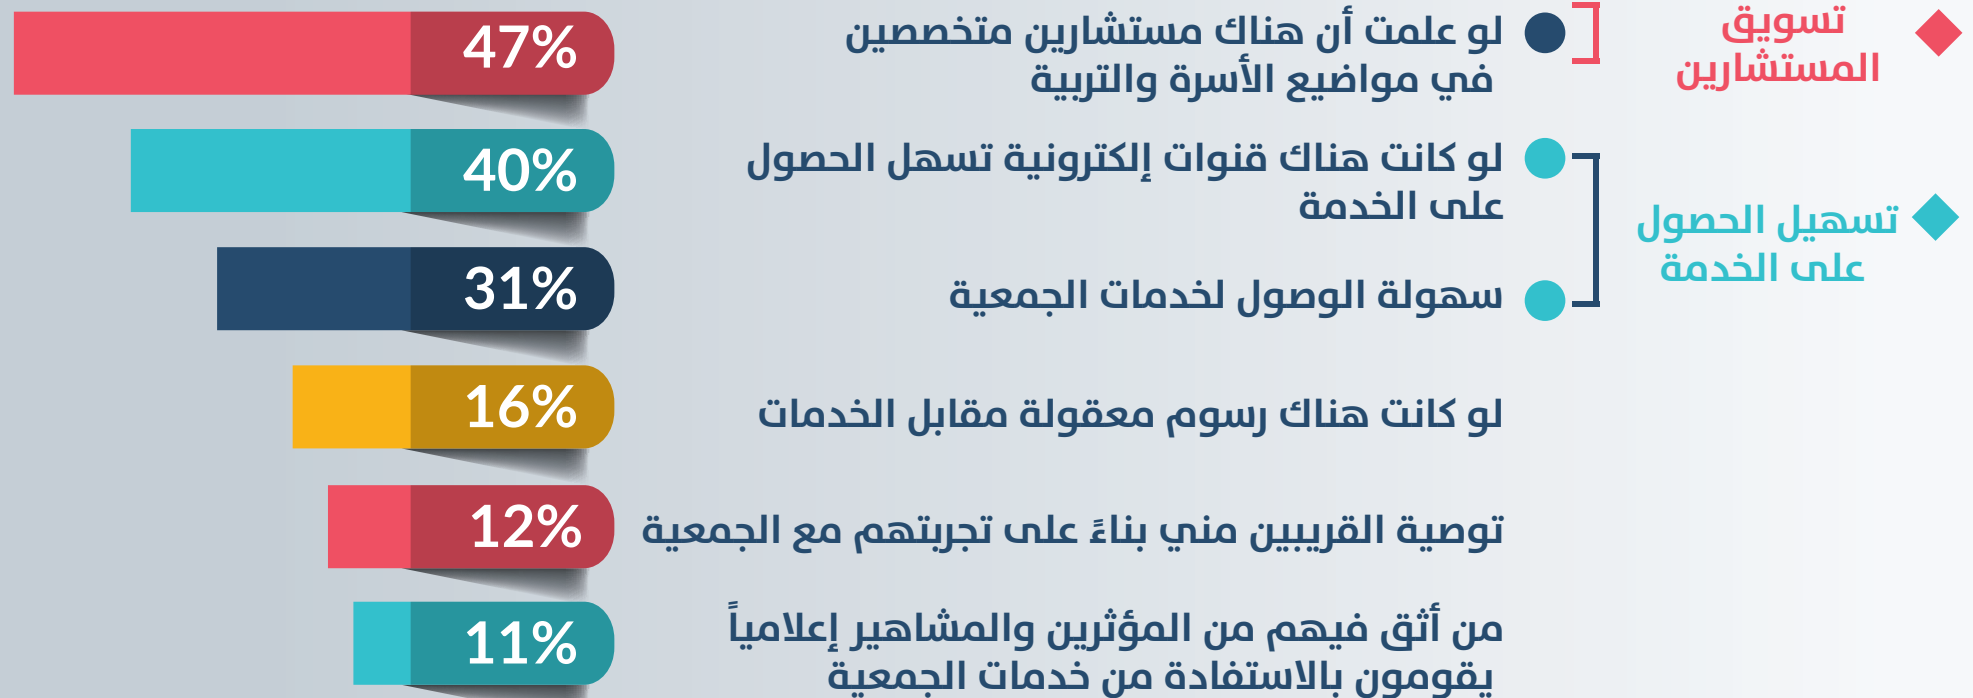 تسويق
المستشارين
لو علمت أن هناك مستشارين متخصصين
في مواضيع الأسرة والتربية
47%
تسهيل الحصول
على الخدمة
لو كانت هناك قنوات إلكترونية تسهل الحصول
على الخدمة
40%
سهولة الوصول لخدمات الجمعية
31%
لو كانت هناك رسوم معقولة مقابل الخدمات
16%
توصية القريبين مني بناءً على تجربتهم مع الجمعية
12%
من أثق فيهم من المؤثرين والمشاهير إعلامياً
يقومون بالاستفادة من خدمات الجمعية
11%